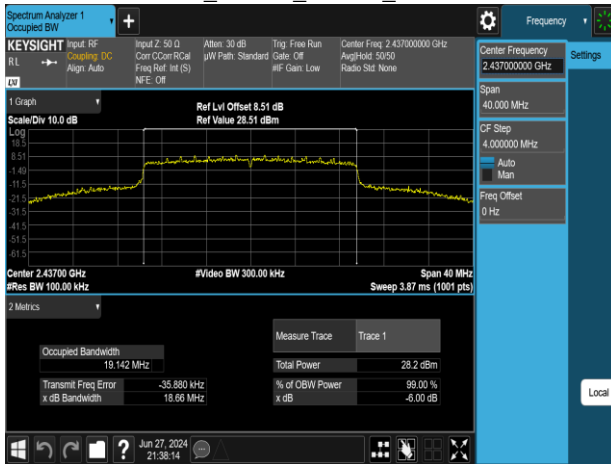 Spectrum Analyzer 1
Occupied BW
Frequency
KEYSIGHT
RL
LXI
Input: RF
Coupling: DC
Align: Auto
Input Z: 50 Ω
Corr CCorr RCal
Freq Ref: Int (S)
NFE: Off
Atten: 30 dB
µW Path: Standard
Trig: Free Run
Gate: Off
#IF Gain: Low
Center Freq: 2.437000000 GHz
Avg|Hold: 50/50
Radio Std: None
Center Frequency
2.437000000 GHz
Settings
Span
40.000 MHz
CF Step
4.000000 MHz
Auto
Man
Freq Offset
0 Hz
1 Graph
Scale/Div 10.0 dB
Ref Lvl Offset 8.51 dB
Ref Value 28.51 dBm
Log
18.5
8.51
-1.49
-11.5
-21.5
-31.5
-41.5
-51.5
-61.5
Center 2.43700 GHz
#Video BW 300.00 kHz
Span 40 MHz
#Res BW 100.00 kHz
Sweep 3.87 ms (1001 pts)
2 Metrics
Measure Trace
Trace 1
Occupied Bandwidth
19.142 MHz
Total Power
28.2 dBm
Transmit Freq Error
-35.880 kHz
% of OBW Power
99.00 %
x dB Bandwidth
18.66 MHz
x dB
-6.00 dB
Local
Jun 27, 2024
21:38:14